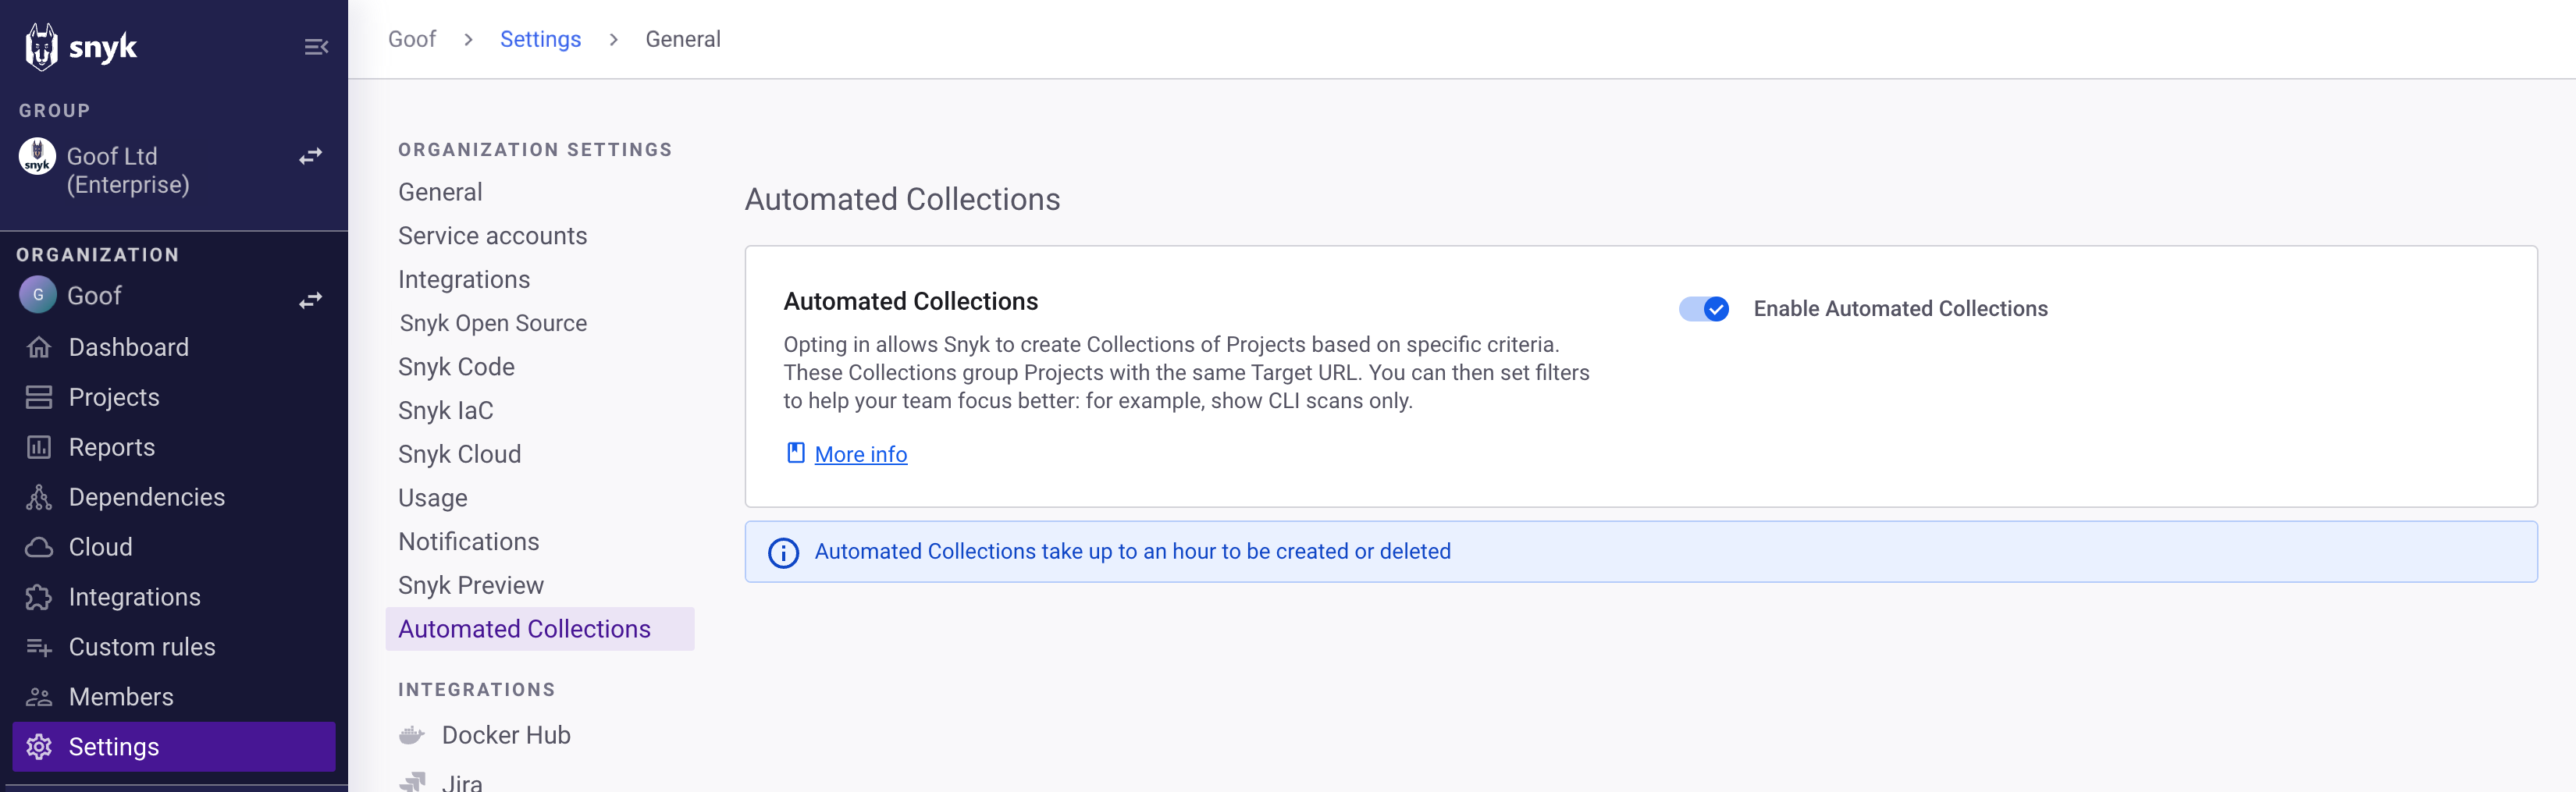 snyk
GROUP
snyk
Goof Ltd
(Enterprise)
ORGANIZATION
G
Goof
Dashboard
Projects
Reports
Dependencies
Cloud
Integrations
Custom rules
Members
Settings
Goof > Settings > General
ORGANIZATION SETTINGS
General
Service accounts
Integrations
Snyk Open Source
Snyk Code
Snyk IaC
Snyk Cloud
Usage
Notifications
Snyk Preview
Automated Collections
INTEGRATIONS
Docker Hub
Jira
Automated Collections
Automated Collections
Opting in allows Snyk to create Collections of Projects based on specific criteria.
These Collections group Projects with the same Target URL. You can then set filters
to help your team focus better: for example, show CLI scans only.
More info
Enable Automated Collections
Automated Collections take up to an hour to be created or deleted